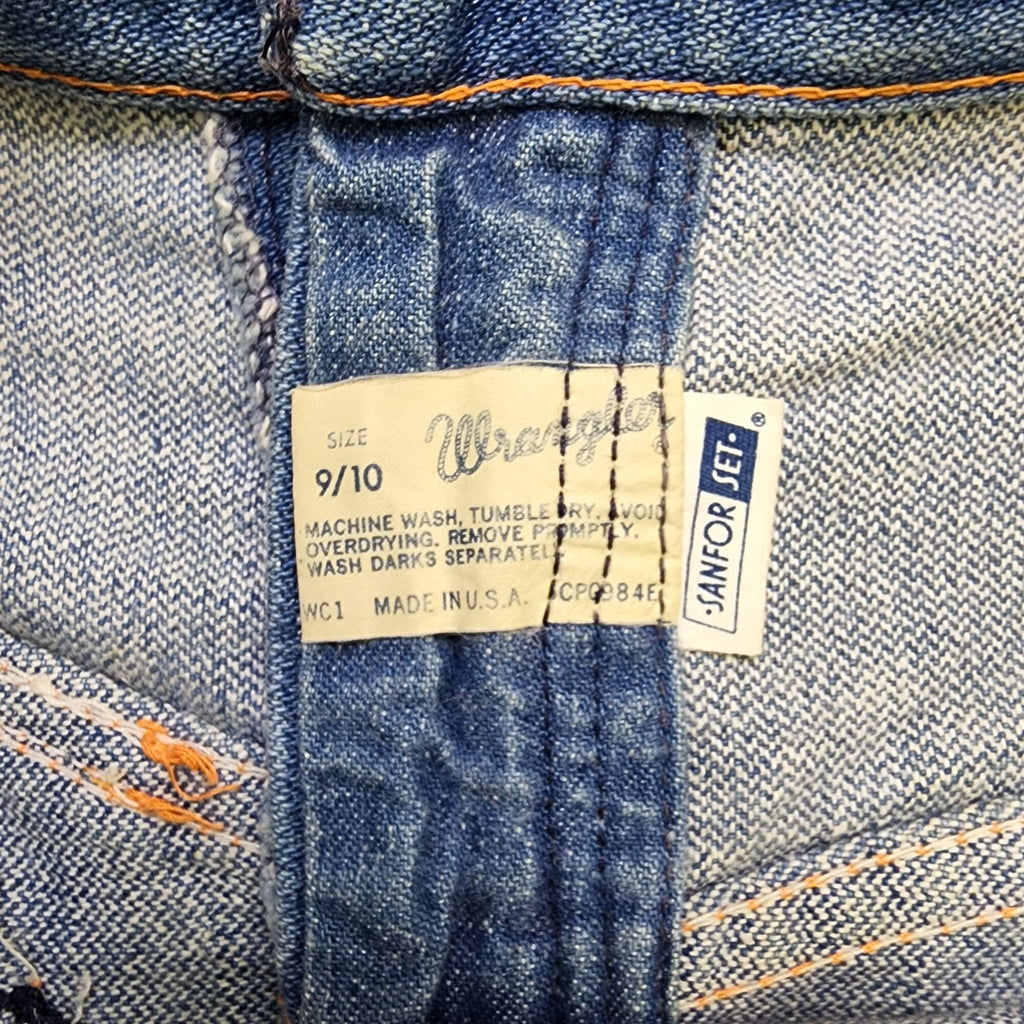 SIZE
Wrangler
9/10
MACHINE WASH, TUMBLE DRY. AVOID
OVERDRYING. REMOVE PROMPTLY.
WASH DARKS SEPARATELY
WC1 MADE IN U.S.A.
·SANFOR SET· ®